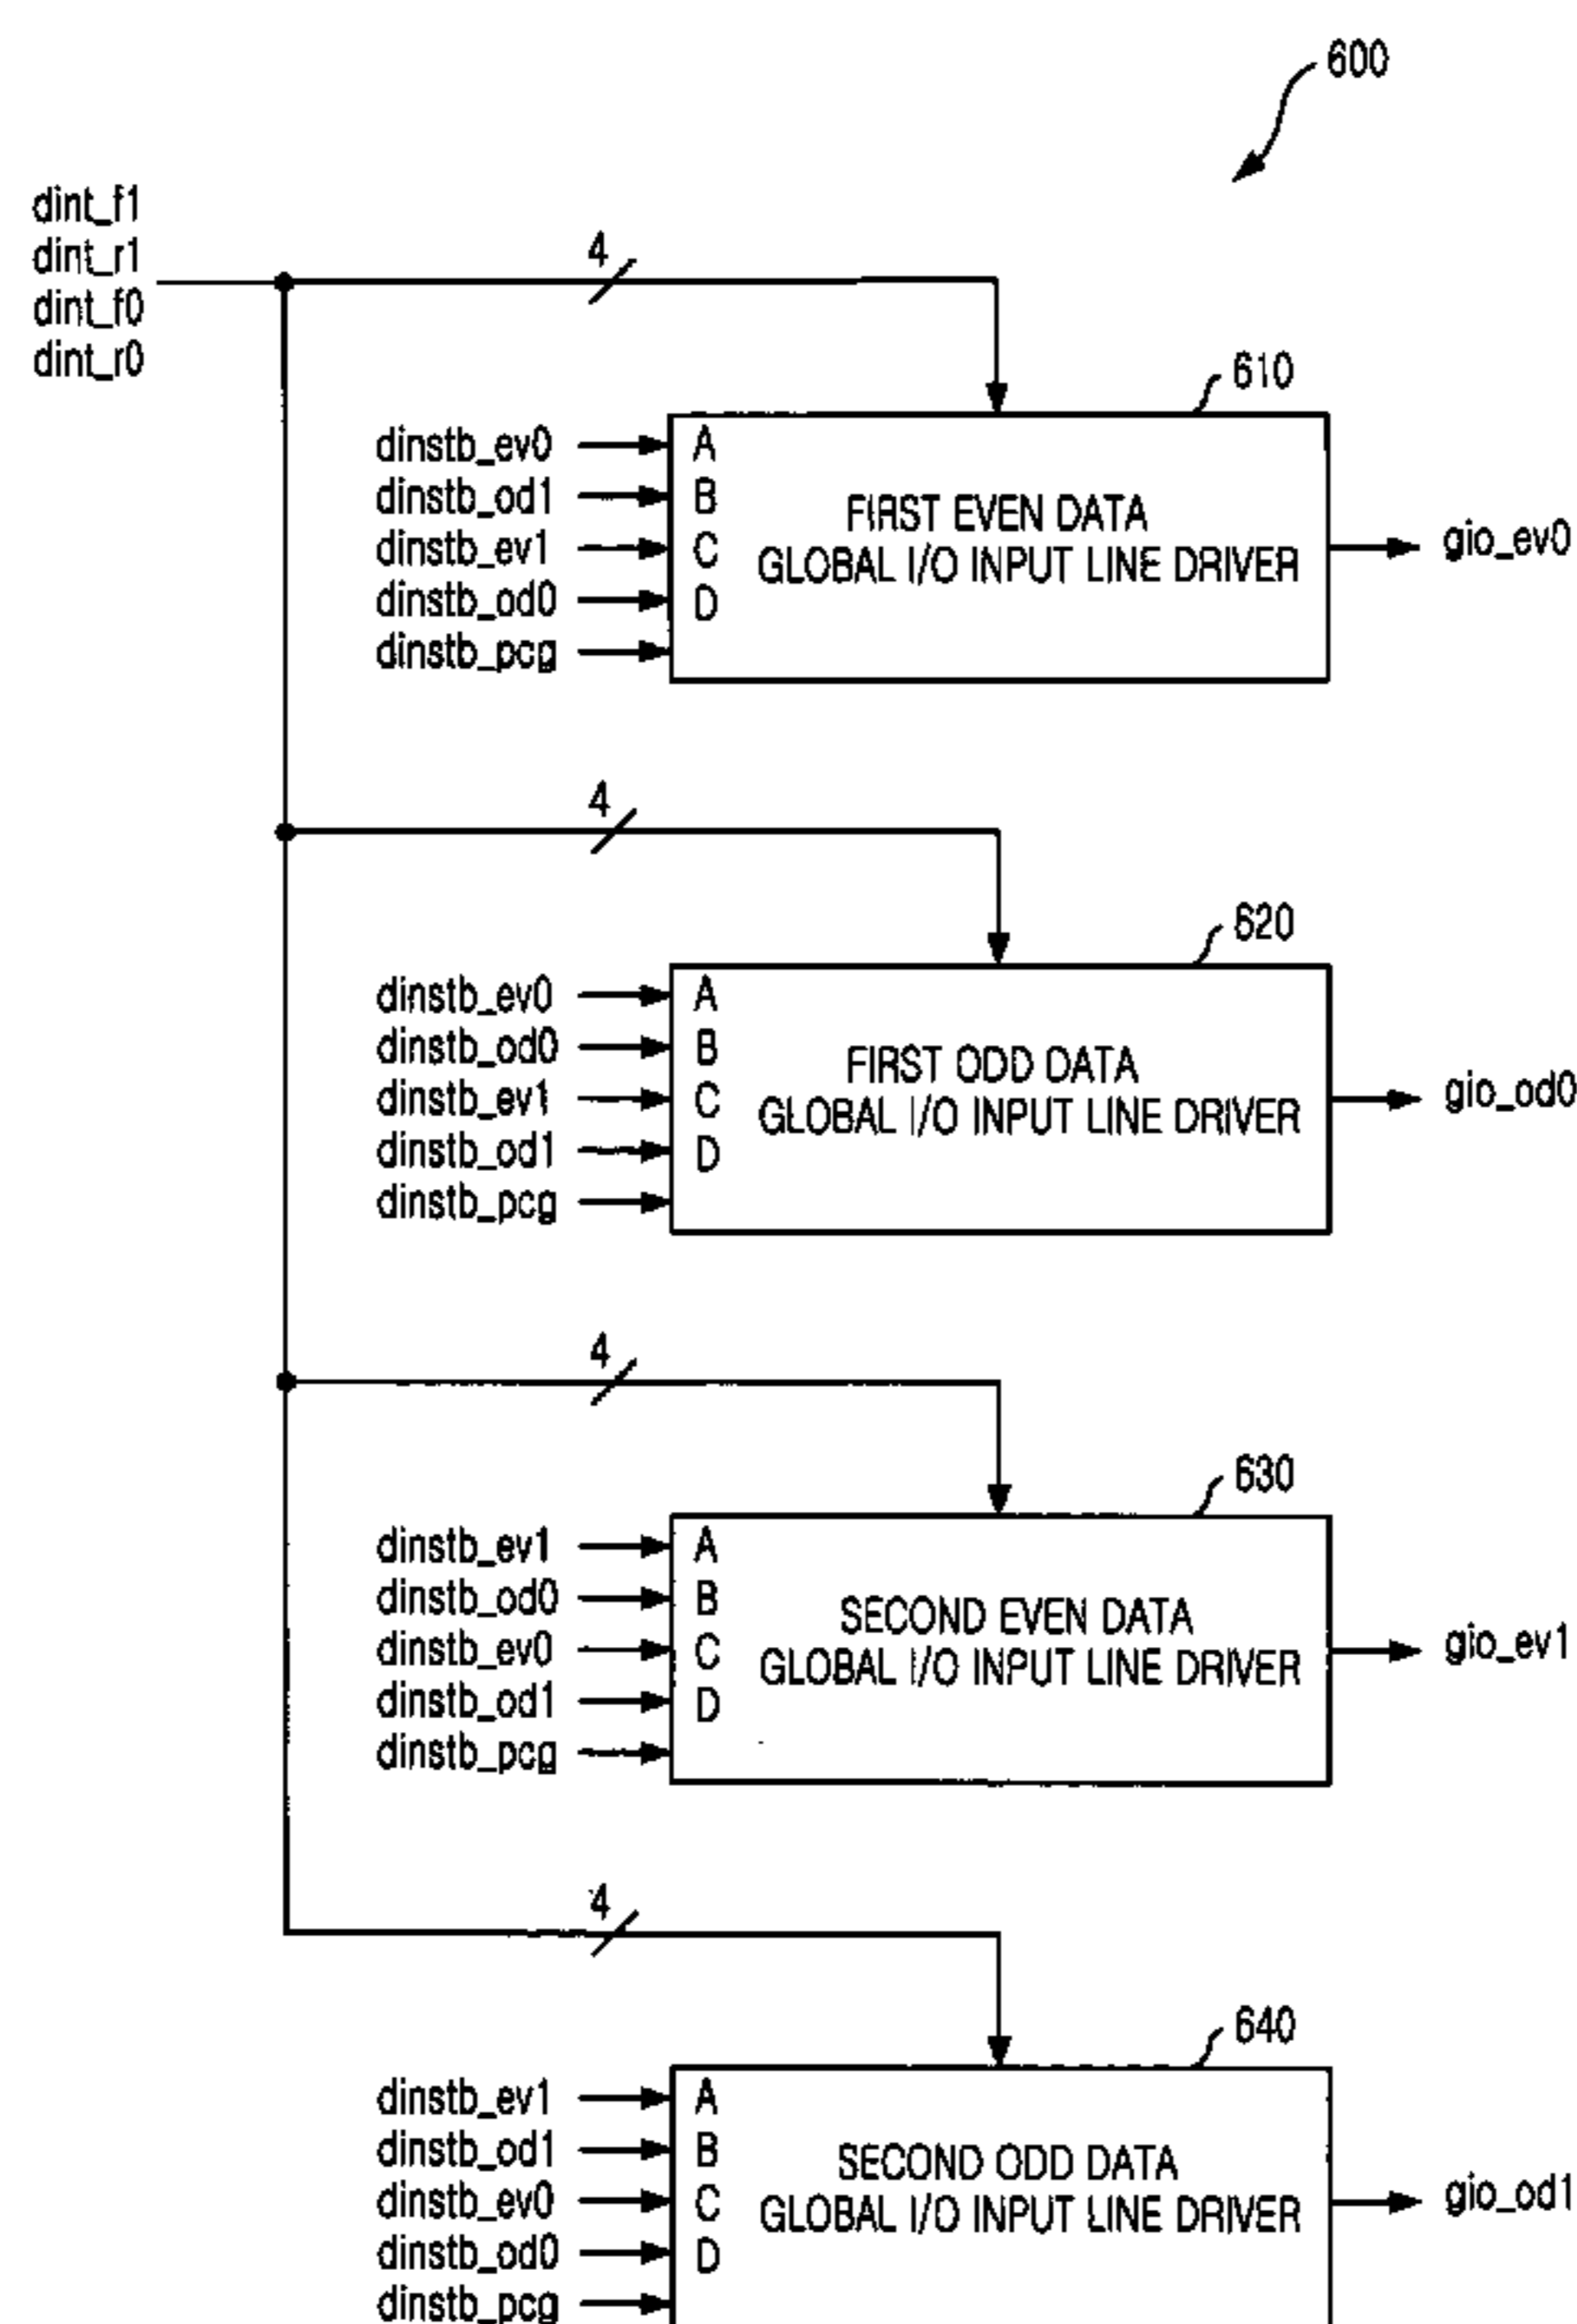 600
dint_f1
dint_r1
dint_f0
dint_r0
4
610
dinstb_ev0 A
dinstb_od1 B
dinstb_ev1 C
dinstb_od0 D
dinstb_pcg
FIRST EVEN DATA
GLOBAL I/O INPUT LINE DRIVER
gio_ev0
4
620
dinstb_ev0 A
dinstb_od0 B
dinstb_ev1 C
dinstb_od1 D
dinstb_pcg
FIRST ODD DATA
GLOBAL I/O INPUT LINE DRIVER
gio_od0
4
630
dinstb_ev1 A
dinstb_od0 B
dinstb_ev0 C
dinstb_od1 D
dinstb_pcg
SECOND EVEN DATA
GLOBAL I/O INPUT LINE DRIVER
gio_ev1
4
640
dinstb_ev1 A
dinstb_od1 B
dinstb_ev0 C
dinstb_od0 D
dinstb_pcg
SECOND ODD DATA
GLOBAL I/O INPUT LINE DRIVER
gio_od1